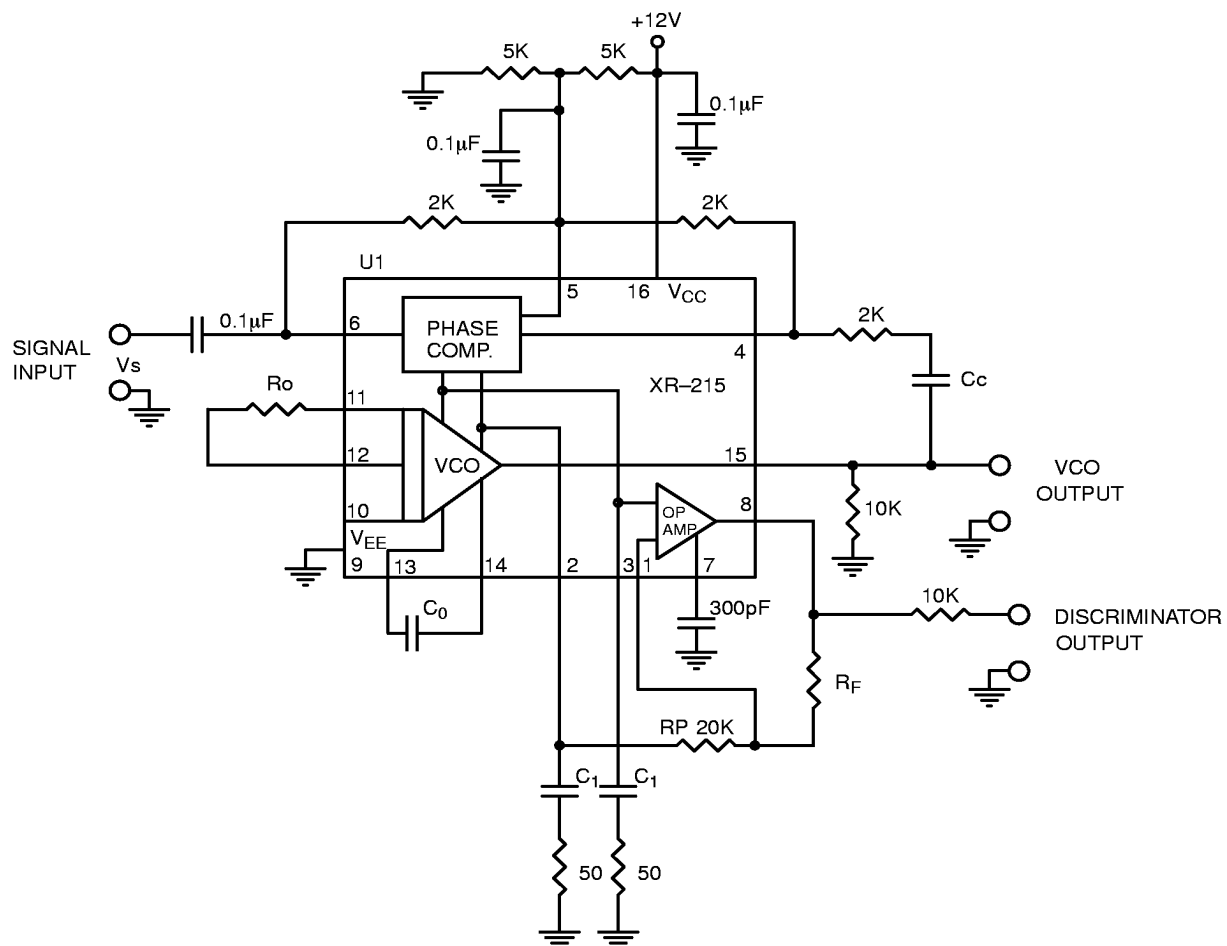 +12V
5K
5K
0.1µF
0.1µF
2K
2K
U1
5
16
VCC
SIGNAL
INPUT
Vs
0.1µF
6
PHASE
COMP.
4
2K
Cc
XR–215
Ro
11
12
VCO
15
VCO
OUTPUT
10
OP
AMP
8
10K
VEE
9
13
14
2
3
1
7
C0
300pF
10K
DISCRIMINATOR
OUTPUT
RF
RP 20K
C1
C1
50
50